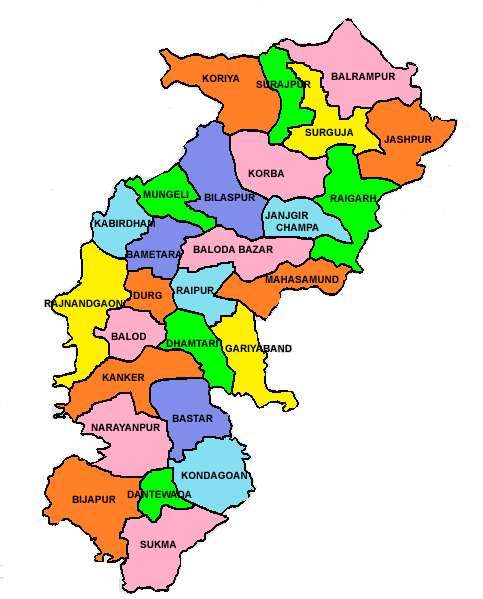 KORIYA
BALRAMPUR
SURAJPUR
SURGUJA
JASHPUR
KORBA
MUNGELI
BILASPUR
RAIGARH
JANJGIR
CHAMPA
KABIRDHAM
BAMETARA
BALODA BAZAR
RAJNANDGAON
DURG
RAIPUR
MAHASAMUND
BALOD
DHAMTARI
GARIYABAND
KANKER
BASTAR
NARAYANPUR
KONDAGOAN
BIJAPUR
DANTEWADA
SUKMA